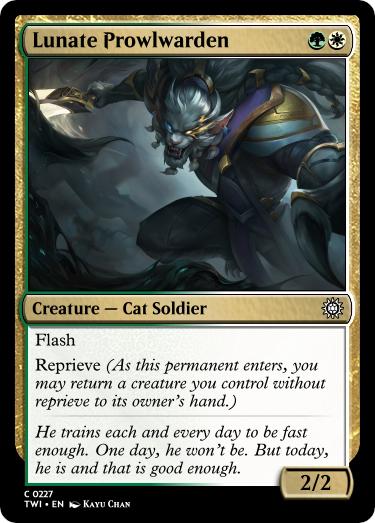 Lunate Prowlwarden
Creature — Cat Soldier
Flash
Reprieve (As this permanent enters, you
may return a creature you control without
reprieve to its owner's hand.)
He trains each and every day to be fast
enough. One day, he won't be. But today,
he is and that is good enough.
2/2
C 0227
TWI • EN Kayu Chan